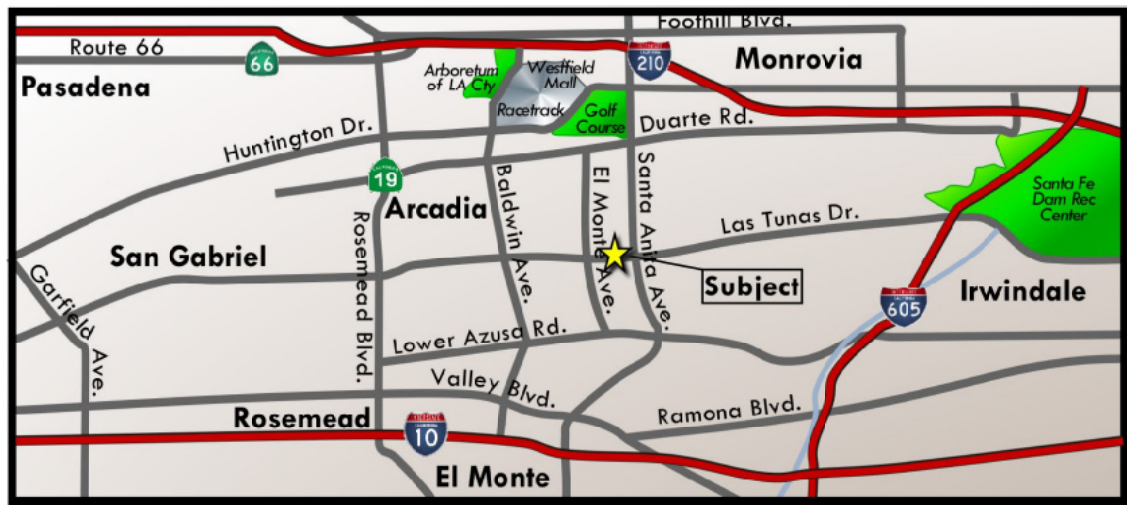 Foothill Blvd.
Route 66
66
Pasadena
Arboretum
of LA Cty
Westfield
Mall
210
Monrovia
Racetrack
Golf
Course
Huntington Dr.
Duarte Rd.
19
Arcadia
Rosemead Blvd.
Baldwin Ave.
El Monte Ave.
Santa Anita Ave.
Las Tunas Dr.
Santa Fe
Dam Rec
Center
San Gabriel
Garfield Ave.
Subject
605
Irwindale
Lower Azusa Rd.
Valley Blvd.
Ramona Blvd.
Rosemead
10
El Monte